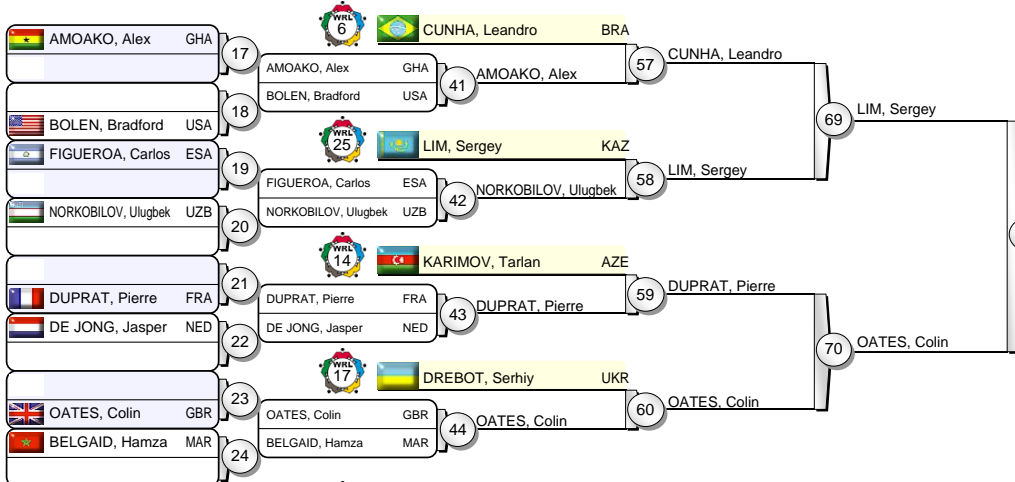 WRL
6
CUNHA, Leandro BRA
AMOAKO, Alex GHA
17
AMOAKO, Alex GHA
BOLEN, Bradford USA
41
AMOAKO, Alex
57
CUNHA, Leandro
18
BOLEN, Bradford USA
69
LIM, Sergey
WRL
25
LIM, Sergey KAZ
FIGUEROA, Carlos ESA
19
FIGUEROA, Carlos ESA
NORKOBILOV, Ulugbek UZB
42
NORKOBILOV, Ulugbek
58
LIM, Sergey
NORKOBILOV, Ulugbek UZB
20
WRL
14
KARIMOV, Tarlan AZE
21
DUPRAT, Pierre FRA
DUPRAT, Pierre FRA
DE JONG, Jasper NED
43
DUPRAT, Pierre
59
DUPRAT, Pierre
DE JONG, Jasper NED
22
70
OATES, Colin
WRL
17
DREBOT, Serhiy UKR
23
OATES, Colin GBR
OATES, Colin GBR
BELGAID, Hamza MAR
44
OATES, Colin
60
OATES, Colin
BELGAID, Hamza MAR
24